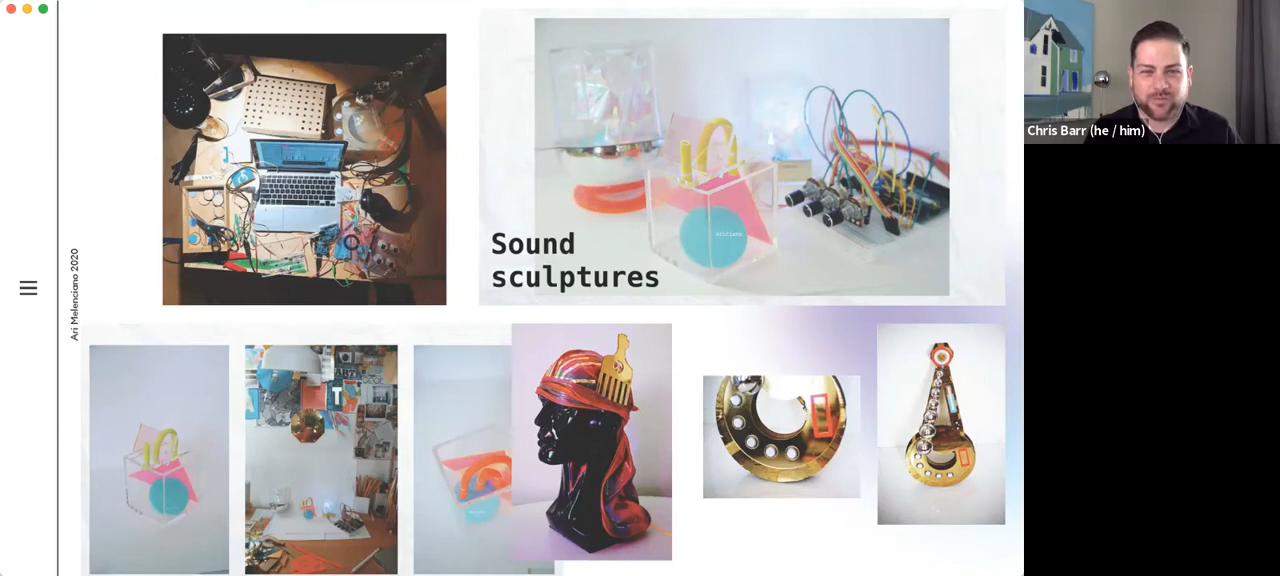 Ari Melenciano 2020
Sound
sculptures
Chris Barr (he / him)